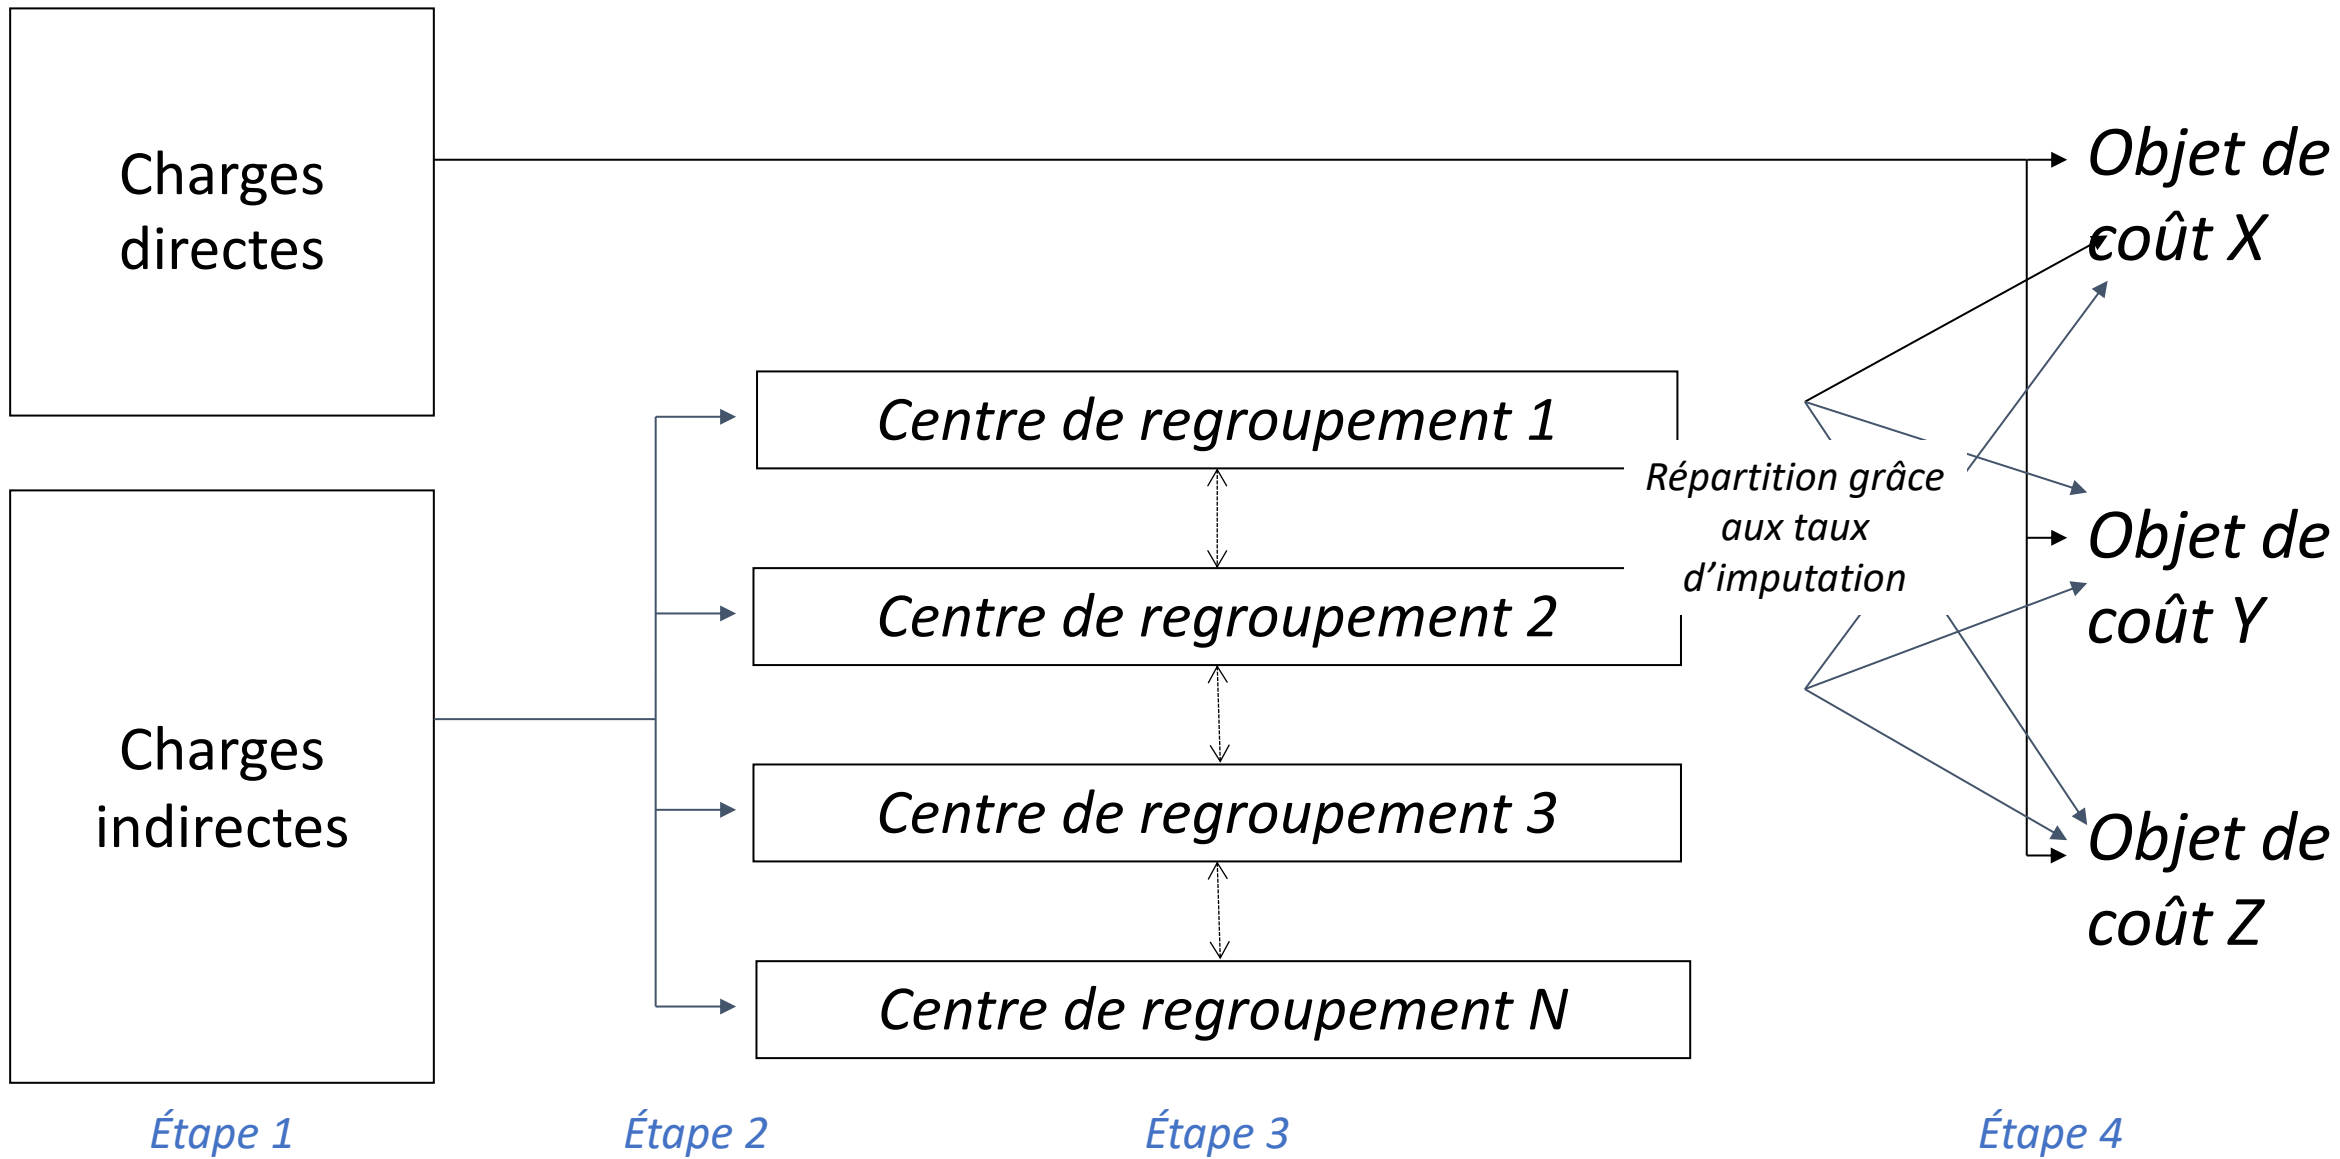 Charges
directes
Objet de
coût X
Centre de regroupement 1
Répartition grâce
aux taux
d’imputation
Objet de
coût Y
Centre de regroupement 2
Charges
indirectes
Centre de regroupement 3
Objet de
coût Z
Centre de regroupement N
Étape 1
Étape 2
Étape 3
Étape 4